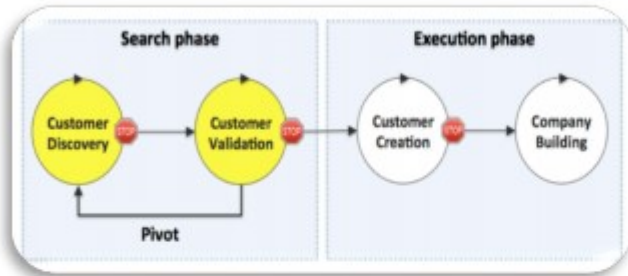 Search phase
Execution phase
Customer
Discovery
STOP
Customer
Validation
STOP
Customer
Creation
STOP
Company
Building
Pivot